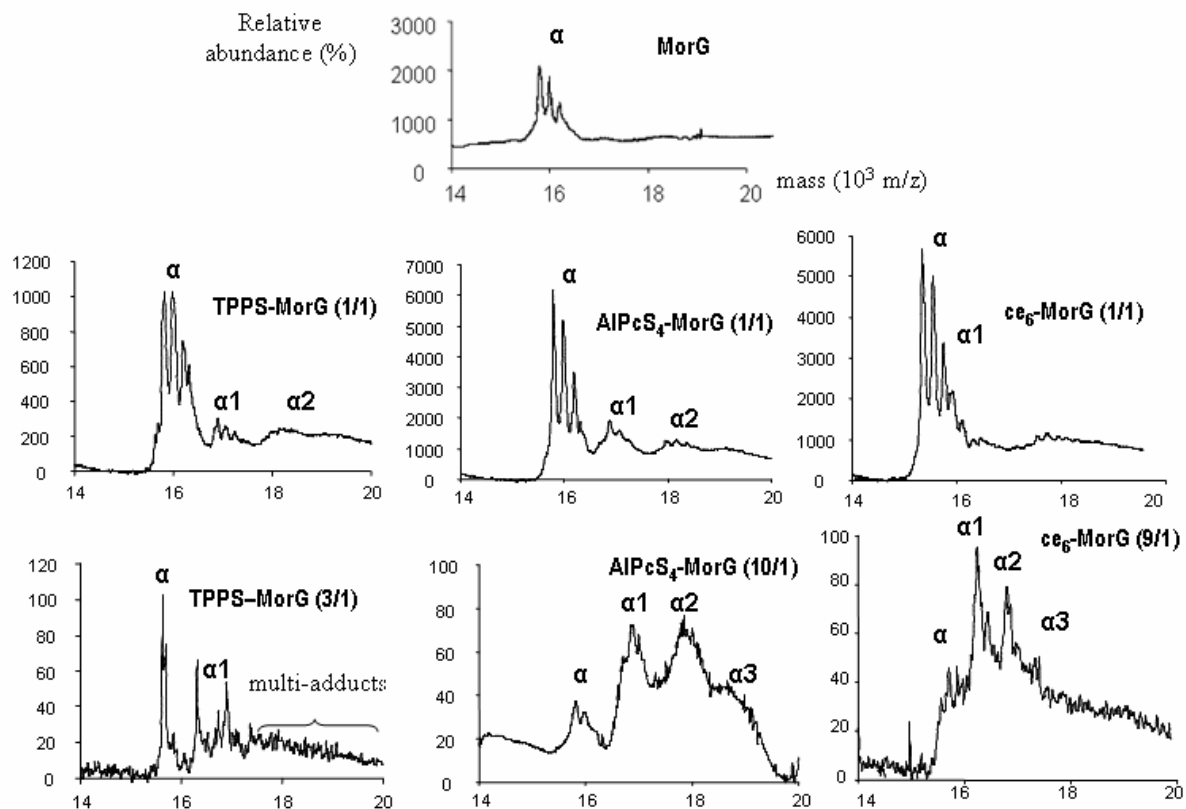 Relative
abundance (%)
3000
2000
1000
0
α
MorG
14 16 18 20
mass (10³ m/z)
1200
1000
800
600
400
200
0
α
TPPS-MorG (1/1)
α1
α2
14 16 18 20
7000
6000
5000
4000
3000
2000
1000
0
α
AlPcS₄-MorG (1/1)
α1
α2
14 16 18 20
6000
5000
4000
3000
2000
1000
0
α
ce₆-MorG (1/1)
α1
14 16 18 20
120
100
80
60
40
20
0
α
TPPS–MorG (3/1)
α1
multi-adducts
14 16 18 20
100
80
60
40
20
0
AlPcS₄-MorG (10/1)
α
α1
α2
α3
14 16 18 20
100
80
60
40
20
0
ce₆-MorG (9/1)
α
α1
α2
α3
14 16 18 20